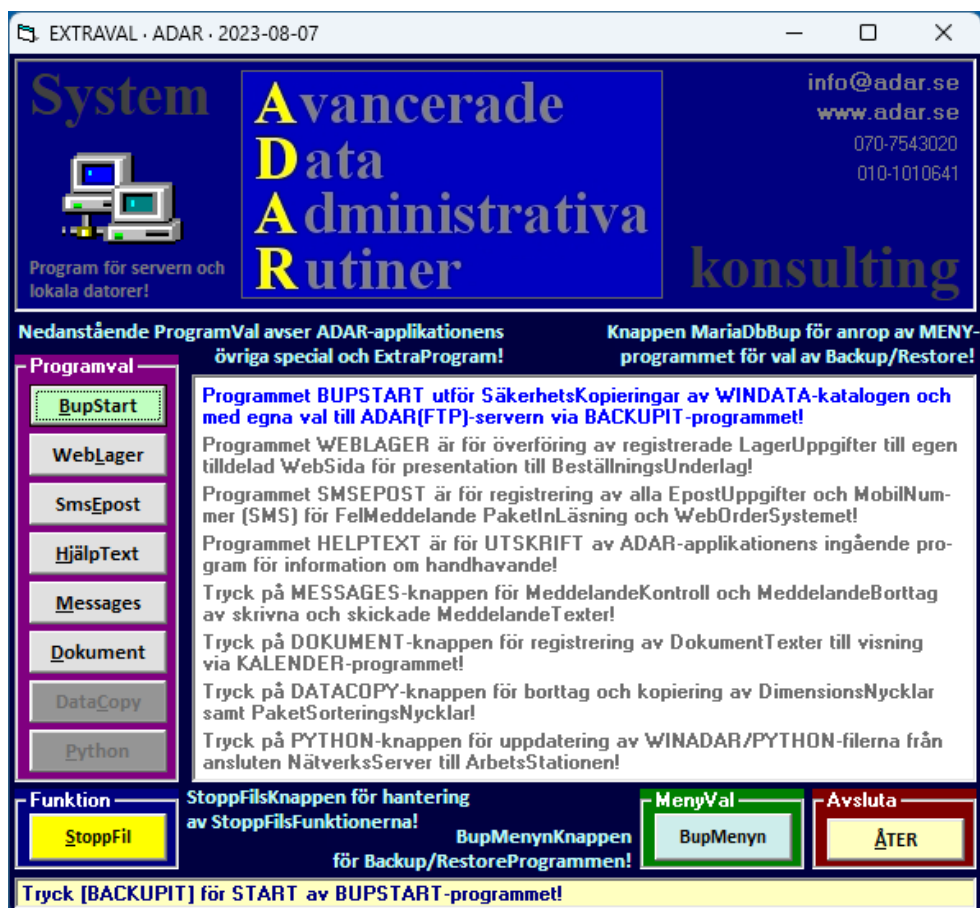 EXTRAVAL · ADAR · 2023-08-07
System
Avancerade
Data
Administrativa
Rutiner
info@adar.se
www.adar.se
070-7543020
010-1010641
Program för servern och
lokala datorer!
konsulting
Nedanstående ProgramVal avser ADAR-applikationens
övriga special och ExtraProgram!
Knappen MariaDbBup för anrop av MENY-
programmet för val av Backup/Restore!
Programval
BupStart
WebLager
SmsEpost
HjälpText
Messages
Dokument
DataCopy
Python
Programmet BUPSTART utför SäkerhetsKopieringar av WINDATA-katalogen och
med egna val till ADAR(FTP)-servern via BACKUPIT-programmet!
Programmet WEBLAGER är för överföring av registrerade LagerUppgifter till egen
tilldelad WebSida för presentation till BeställningsUnderlag!
Programmet SMSEPOST är för registrering av alla EpostUppgifter och MobilNum-
mer (SMS) för FelMeddelande PaketInLäsning och WebOrderSystemet!
Programmet HELPTEXT är för UTSKRIFT av ADAR-applikationens ingående pro-
gram för information om handhavande!
Tryck på MESSAGES-knappen för MeddelandeKontroll och MeddelandeBorttag
av skrivna och skickade MeddelandeTexter!
Tryck på DOKUMENT-knappen för registrering av DokumentTexter till visning
via KALENDER-programmet!
Tryck på DATACOPY-knappen för borttag och kopiering av DimensionsNycklar
samt PaketSorteringsNycklar!
Tryck på PYTHON-knappen för uppdatering av WINADAR/PYTHON-filerna från
ansluten NätverksServer till ArbetsStationen!
Funktion
StoppFil
StoppFilsKnappen för hantering
av StoppFilsFunktionerna!
BupMenynKnappen
för Backup/RestoreProgrammen!
MenyVal
BupMenyn
Avsluta
ÅTER
Tryck [BACKUPIT] för START av BUPSTART-programmet!